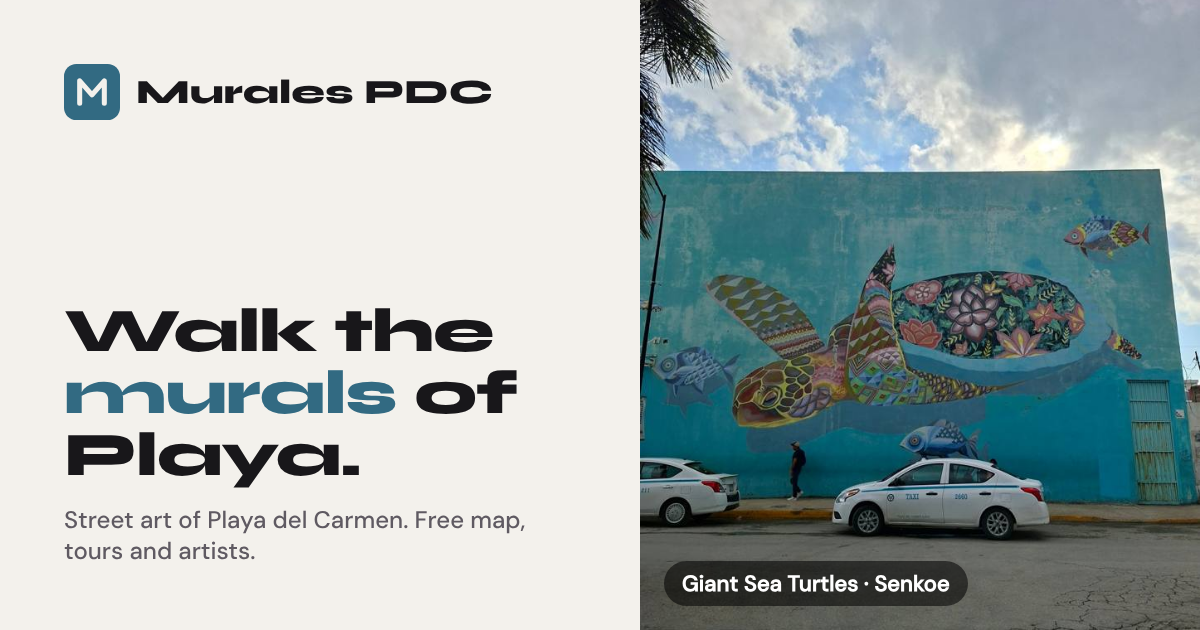 M Murales PDC
Walk the
murals of
Playa.
Street art of Playa del Carmen. Free map,
tours and artists.
TAXI
Giant Sea Turtles · Senkoe